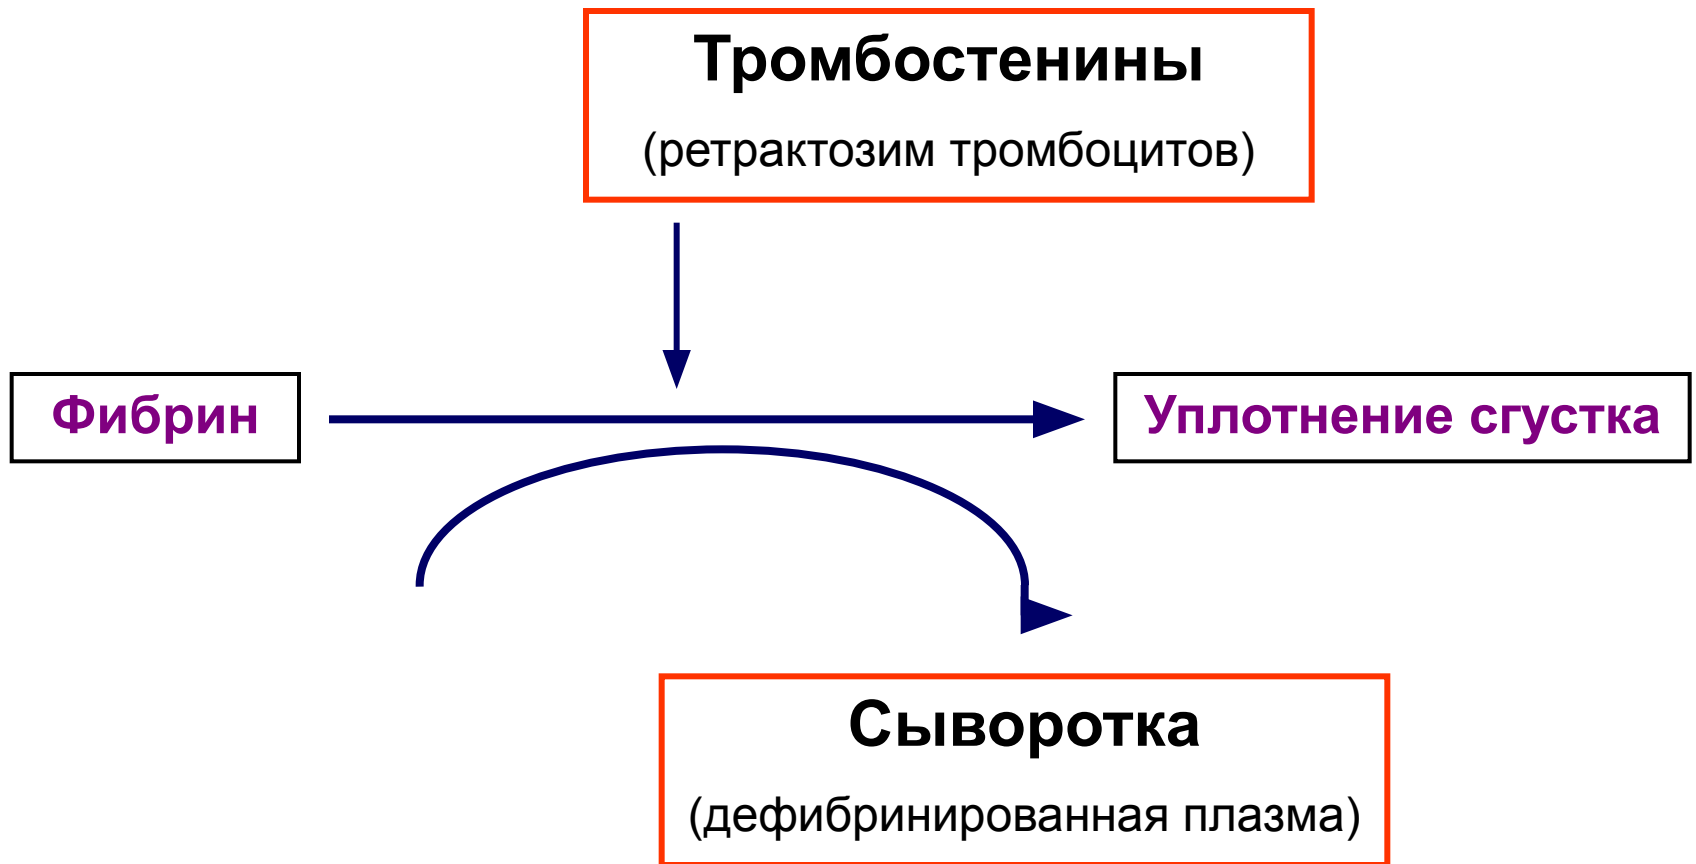 Тромбостенины
(ретрактозим тромбоцитов)
Фибрин
Уплотнение сгустка
Сыворотка
(дефибринированная плазма)